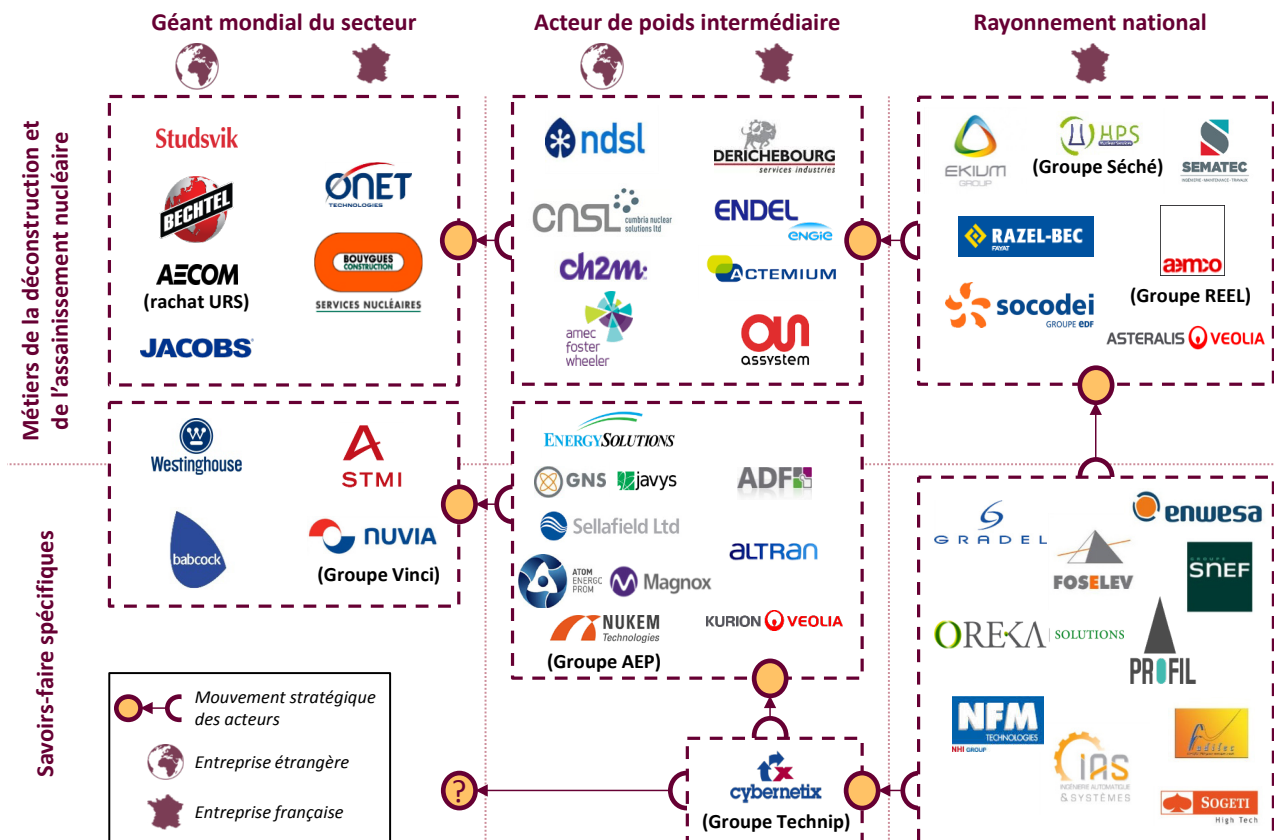 Géant mondial du secteur
Acteur de poids intermédiaire
Rayonnement national
Métiers de la déconstruction et
de l'assainissement nucléaire
Studsvik
BECHTEL
AECOM
(rachat URS)
JACOBS
ONET
TECHNOLOGIES
BOUYGUES
CONSTRUCTION
SERVICES NUCLÉAIRES
ndsl
cnsl
cumbria nuclear
solutions ltd
ch2m:
amec
foster
wheeler
DERICHEBOURG
services industries
ENDEL
ENGIE
ACTEMIUM
assystem
EKIUM
GROUP
HPS
(Groupe Séché)
SEMATEC
INGÉNIERIE - MAINTENANCE - TRAVAUX
RAZEL-BEC
FAYAT
aemco
(Groupe REEL)
socodei
GROUPE EDF
ASTERALIS VEOLIA
Savoirs-faire spécifiques
Westinghouse
babcock
STMI
NUVIA
(Groupe Vinci)
ENERGYSOLUTIONS
GNS
javys
Sellafield Ltd
ATOM
ENERGO
PROM
Magnox
NUKEM
Technologies
(Groupe AEP)
ADF
ALTRAN
KURION VEOLIA
GRADEL
enwesa
FOSELEV
GROUPE
SNEF
OREKA SOLUTIONS
PROFIL
NFM
TECHNOLOGIES
NHI GROUP
IAS
INGÉNIERIE AUTOMATIQUE
& SYSTÈMES
SOGETI
High Tech
cybernetix
(Groupe Technip)
?
Mouvement stratégique
des acteurs
Entreprise étrangère
Entreprise française